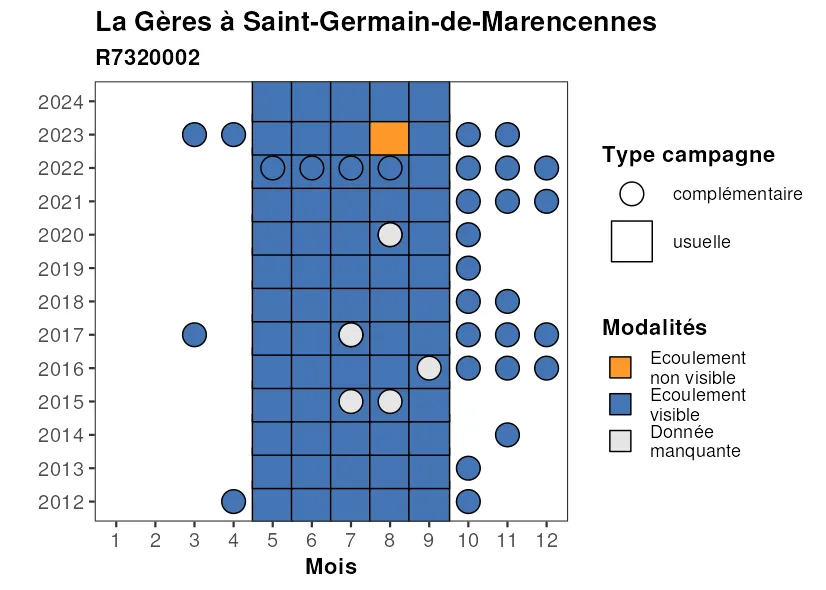 La Gères à Saint-Germain-de-Marencennes
R7320002
2024
2023
2022
2021
2020
2019
2018
2017
2016
2015
2014
2013
2012
1 2 3 4 5 6 7 8 9 10 11 12
Mois
Type campagne
complémentaire
usuelle
Modalités
Ecoulement
non visible
Ecoulement
visible
Donnée
manquante